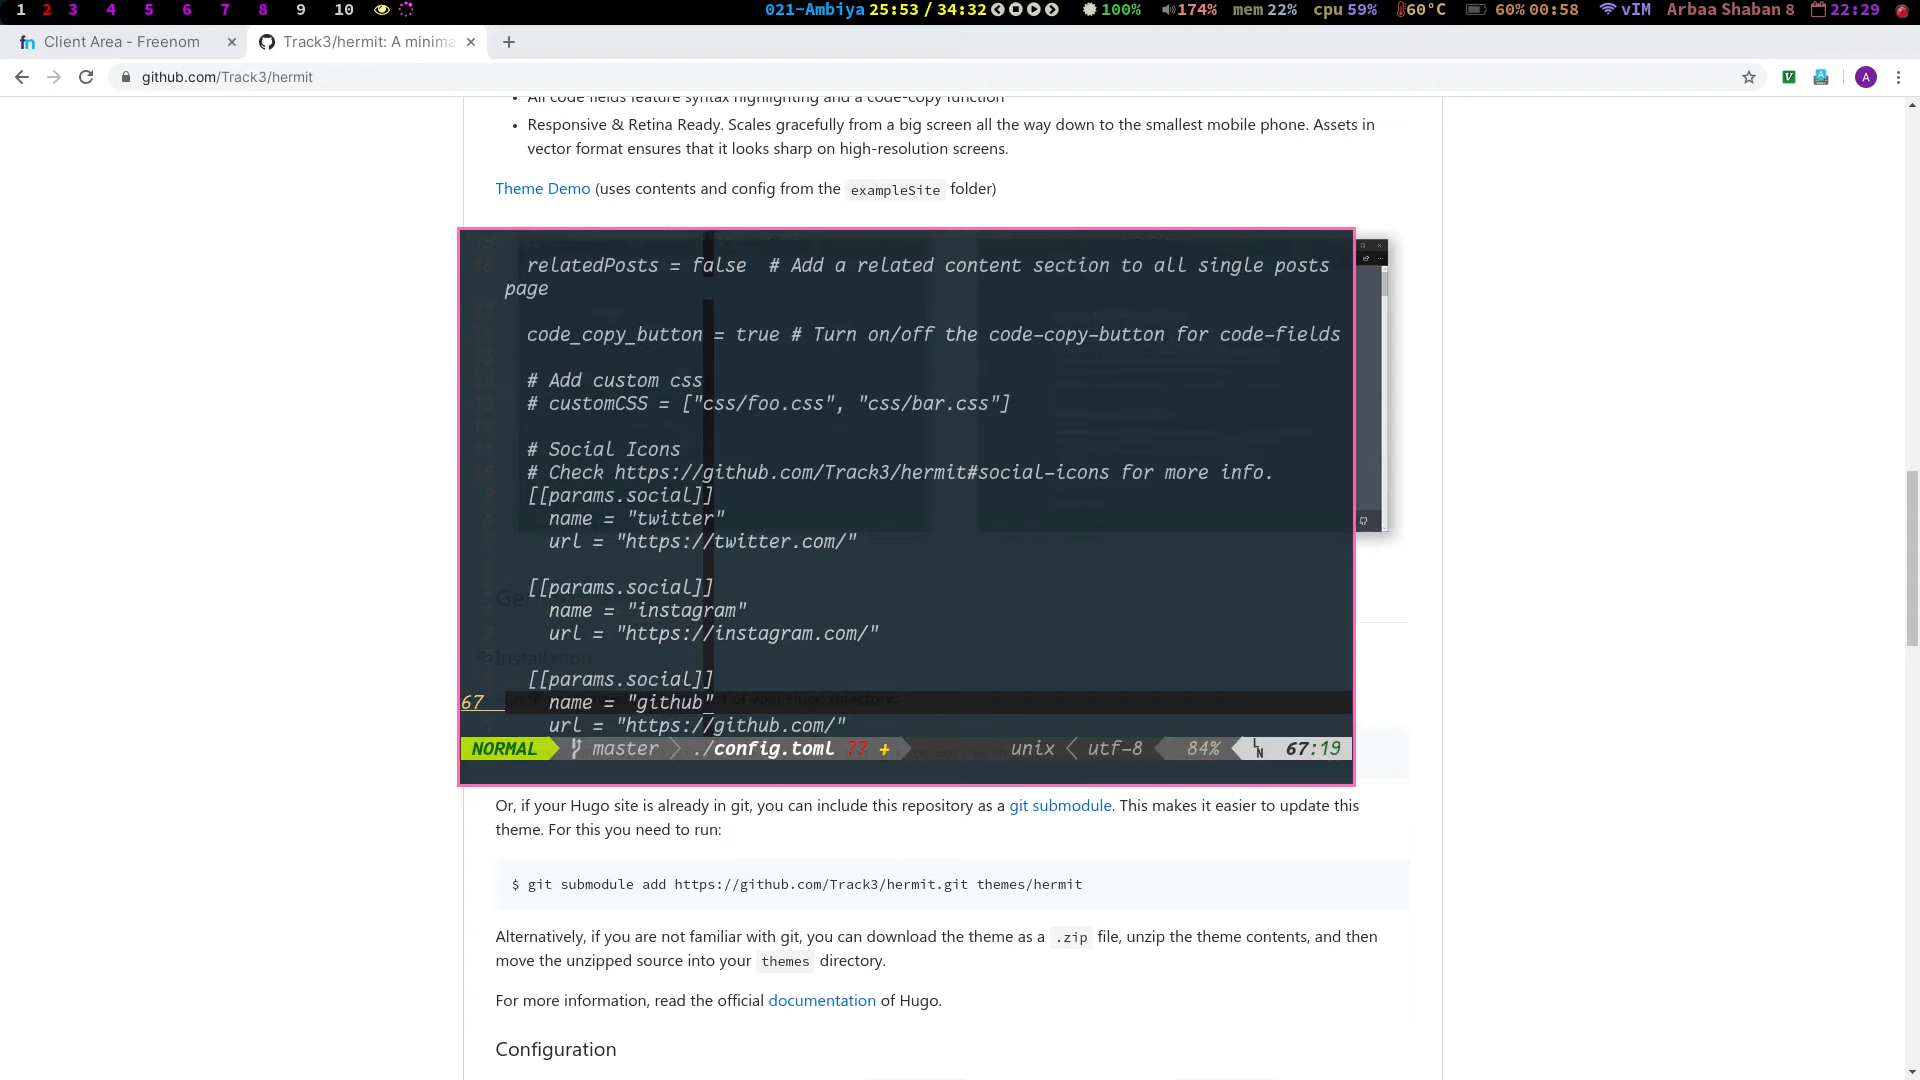 1 2 3 4 5 6 7 8 9 10 021-Ambiya 25:53 / 34:32 100% 174% mem 22% cpu 59% 60°C 60% 00:58 vIM Arbaa Shaban 8 22:29
Client Area - Freenom Track3/hermit: A minima
github.com/Track3/hermit A
All code fields feature syntax highlighting and a code-copy function
Responsive & Retina Ready. Scales gracefully from a big screen all the way down to the smallest mobile phone. Assets in
vector format ensures that it looks sharp on high-resolution screens.
Theme Demo (uses contents and config from the exampleSite folder)
relatedPosts = false # Add a related content section to all single posts
page
code_copy_button = true # Turn on/off the code-copy-button for code-fields
# Add custom css
# customCSS = ["css/foo.css", "css/bar.css"]
# Social Icons
# Check https://github.com/Track3/hermit#social-icons for more info.
[[params.social]]
name = "twitter"
url = "https://twitter.com/"
[[params.social]]
name = "instagram"
url = "https://instagram.com/"
Installation
[[params.social]]
67 name = "github"
url = "https://github.com/"
NORMAL master ./config.toml ?? + unix utf-8 84% LN 67:19
Or, if your Hugo site is already in git, you can include this repository as a git submodule. This makes it easier to update this
theme. For this you need to run:
$ git submodule add https://github.com/Track3/hermit.git themes/hermit
Alternatively, if you are not familiar with git, you can download the theme as a .zip file, unzip the theme contents, and then
move the unzipped source into your themes directory.
For more information, read the official documentation of Hugo.
Configuration